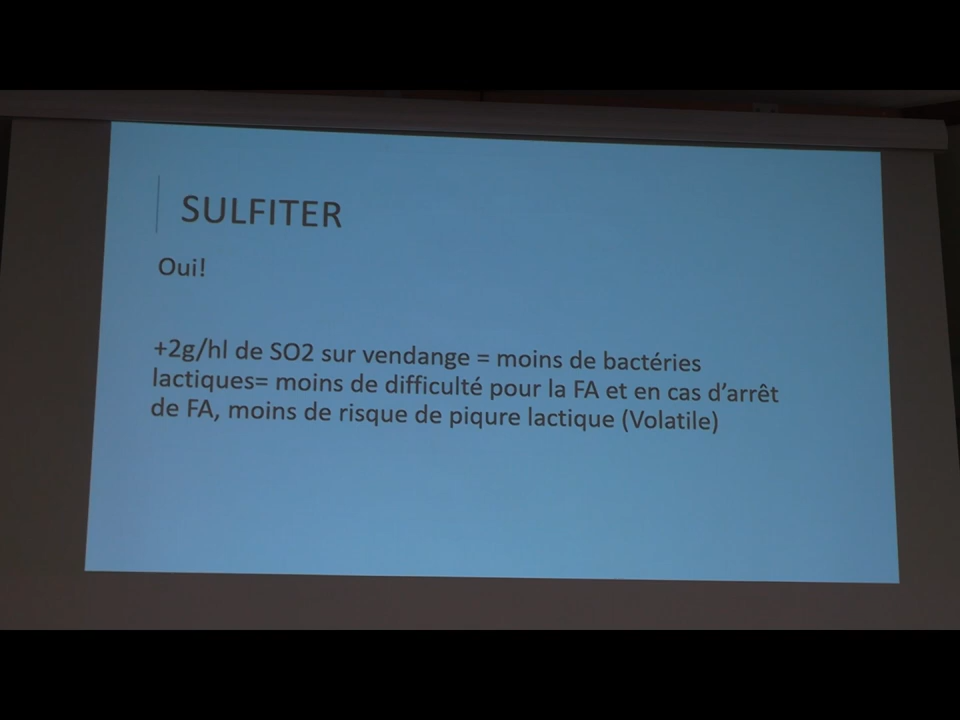 SULFITER
Oui!
+2g/hl de SO2 sur vendange = moins de bactéries
lactiques= moins de difficulté pour la FA et en cas d'arrêt
de FA, moins de risque de piqure lactique (Volatile)